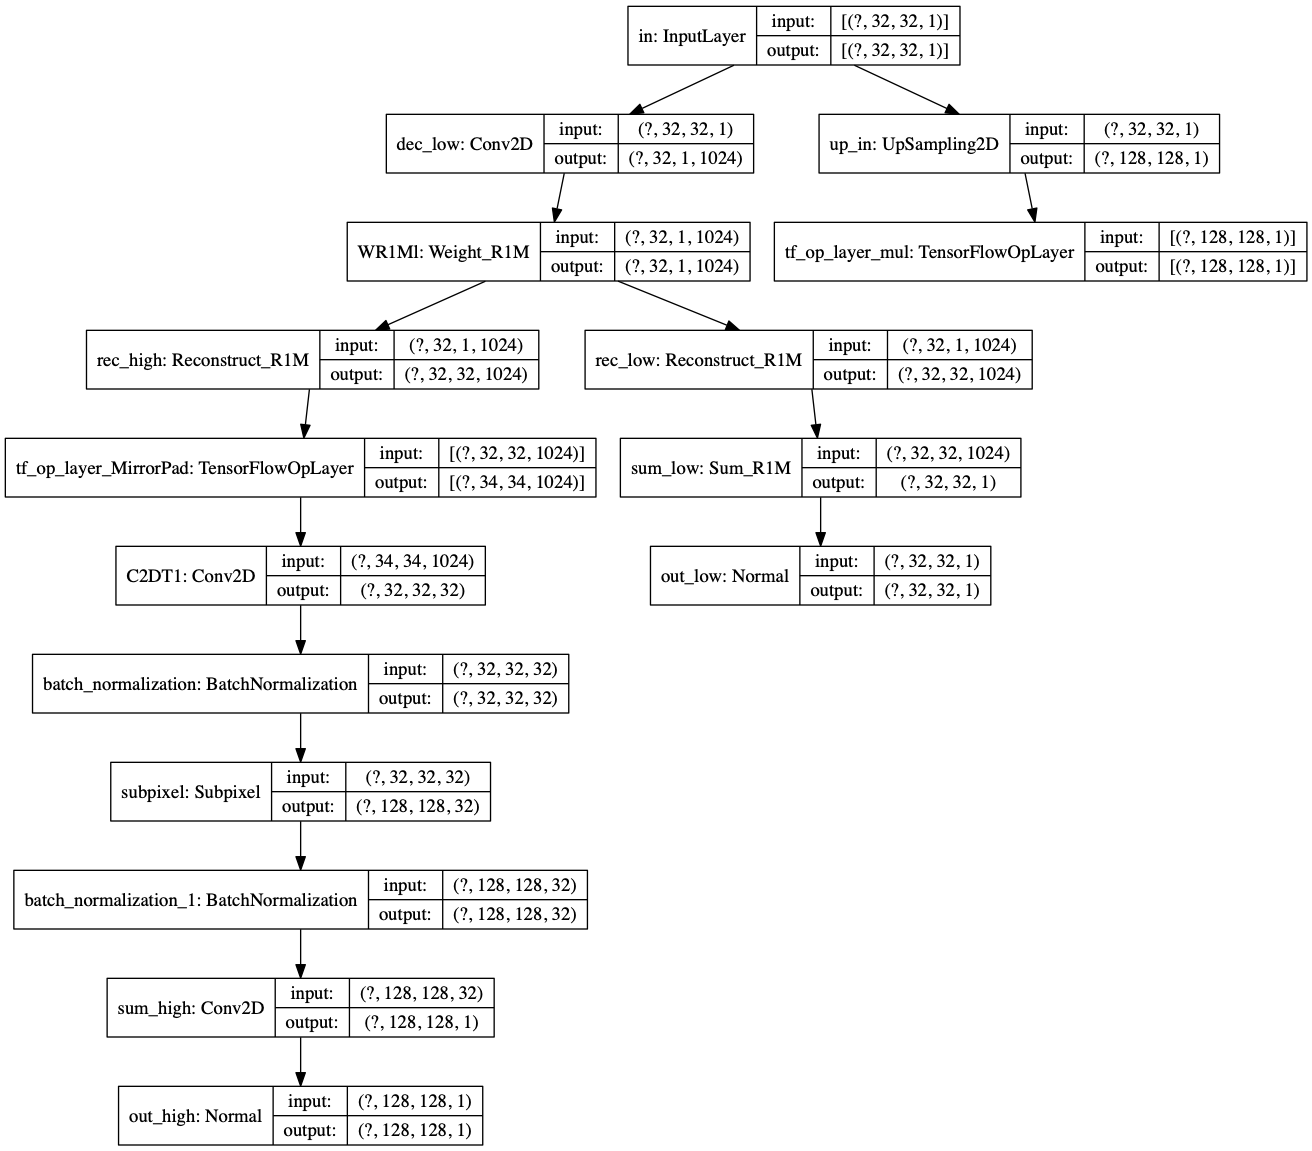 in: InputLayer
input: [(?, 32, 32, 1)]
output: [(?, 32, 32, 1)]
dec_low: Conv2D
input: (?, 32, 32, 1)
output: (?, 32, 1, 1024)
up_in: UpSampling2D
input: (?, 32, 32, 1)
output: (?, 128, 128, 1)
WR1Ml: Weight_R1M
input: (?, 32, 1, 1024)
output: (?, 32, 1, 1024)
tf_op_layer_mul: TensorFlowOpLayer
input: [(?, 128, 128, 1)]
output: [(?, 128, 128, 1)]
rec_high: Reconstruct_R1M
input: (?, 32, 1, 1024)
output: (?, 32, 32, 1024)
rec_low: Reconstruct_R1M
input: (?, 32, 1, 1024)
output: (?, 32, 32, 1024)
tf_op_layer_MirrorPad: TensorFlowOpLayer
input: [(?, 32, 32, 1024)]
output: [(?, 34, 34, 1024)]
sum_low: Sum_R1M
input: (?, 32, 32, 1024)
output: (?, 32, 32, 1)
C2DT1: Conv2D
input: (?, 34, 34, 1024)
output: (?, 32, 32, 32)
out_low: Normal
input: (?, 32, 32, 1)
output: (?, 32, 32, 1)
batch_normalization: BatchNormalization
input: (?, 32, 32, 32)
output: (?, 32, 32, 32)
subpixel: Subpixel
input: (?, 32, 32, 32)
output: (?, 128, 128, 32)
batch_normalization_1: BatchNormalization
input: (?, 128, 128, 32)
output: (?, 128, 128, 32)
sum_high: Conv2D
input: (?, 128, 128, 32)
output: (?, 128, 128, 1)
out_high: Normal
input: (?, 128, 128, 1)
output: (?, 128, 128, 1)